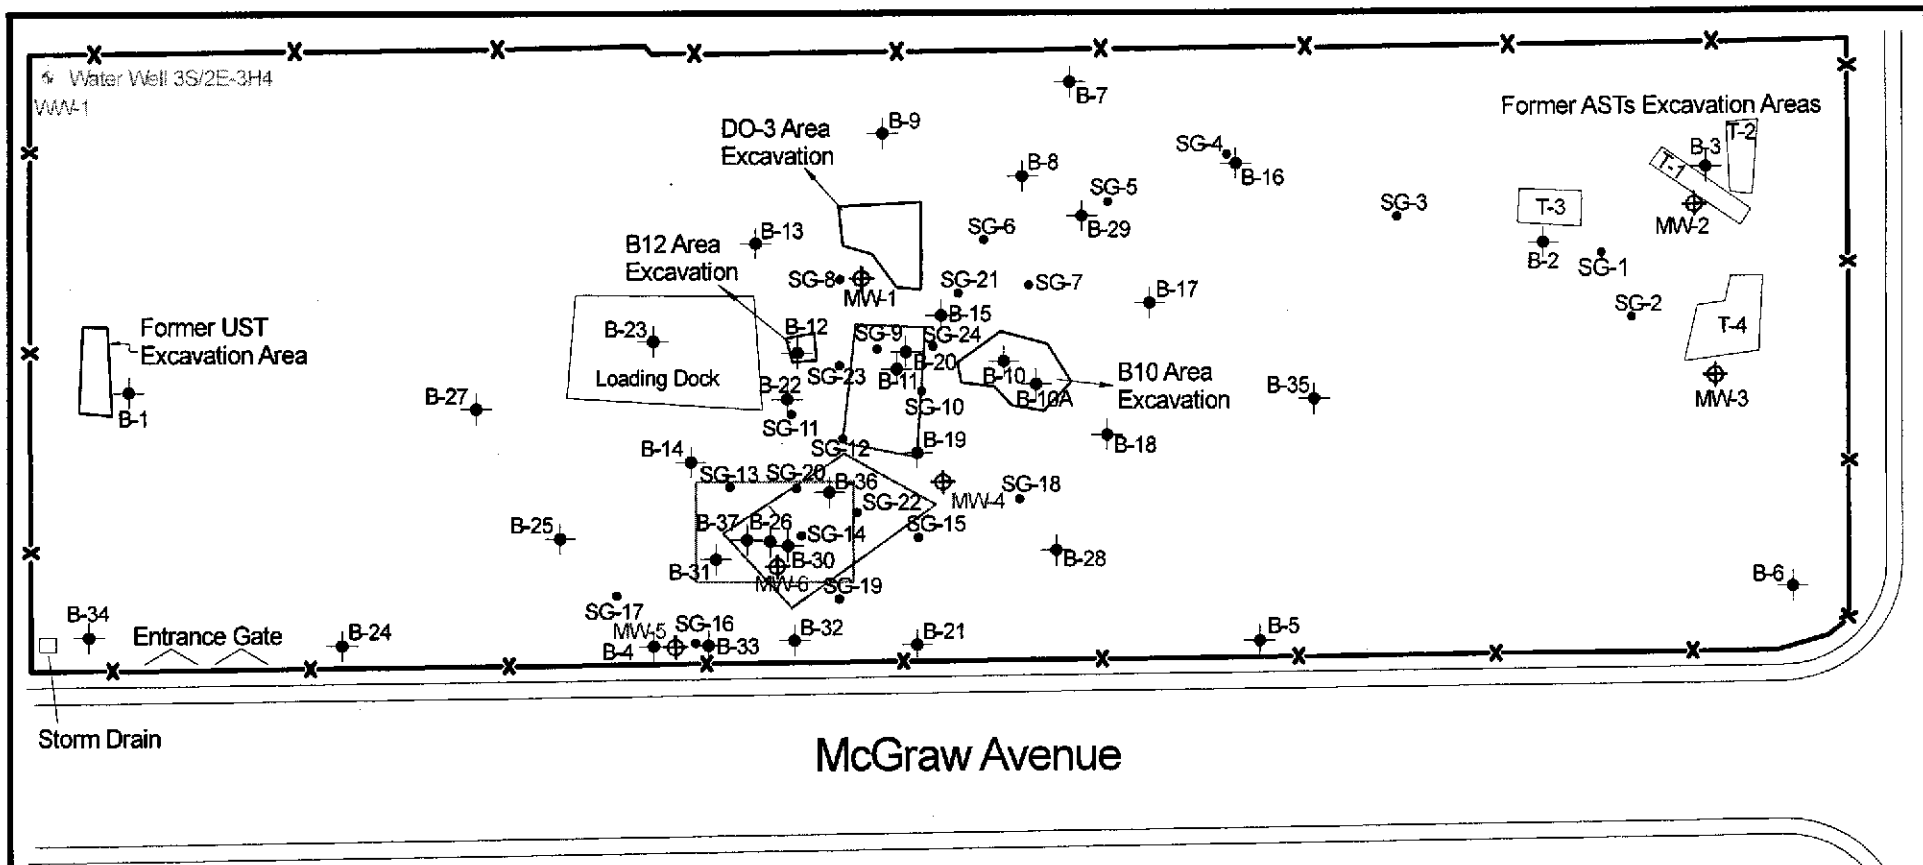 Water Well 3S/2E-3H4
WW-1
B-7
Former ASTs Excavation Areas
DO-3 Area
Excavation
B-9
B-8
SG-4
B-16
T-2
B-3
T-1
SG-5
SG-3
T-3
MW-2
B-29
B-13
SG-6
B12 Area
Excavation
B-2
SG-1
SG-8
MW-1
SG-21
SG-7
B-17
SG-2
B-15
T-4
Former UST
Excavation Area
B-23
B-12
SG-9
SG-24
B-20
SG-23
B-11
B-10
B10 Area
Excavation
Loading Dock
B-22
SG-10
B-10A
B-35
MW-3
B-1
B-27
SG-11
B-18
SG-12
B-19
B-14
SG-13
SG-20
B-36
MW-4
SG-18
SG-22
B-25
B-37
B-26
SG-14
SG-15
B-28
B-31
B-30
MW-6
SG-19
B-6
SG-17
B-34
Entrance Gate
B-24
MW-5
SG-16
B-4
B-33
B-32
B-21
B-5
Storm Drain
McGraw Avenue